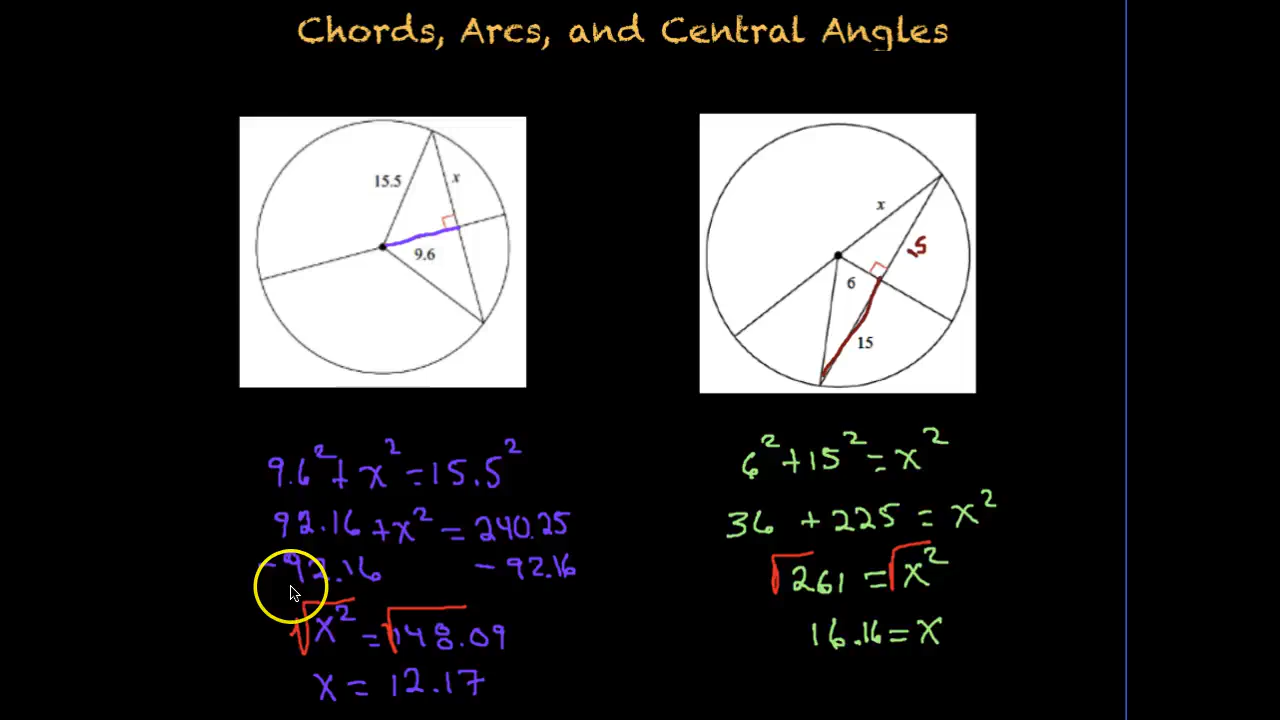 Chords, Arcs, and Central Angles
15.5
x
9.6
x
15
6
15
9.6² + x² = 15.5²
92.16 + x² = 240.25
- 92.16 - 92.16
√x² = √148.09
x = 12.17
6² + 15² = x²
36 + 225 = x²
√261 = √x²
16.16 = x